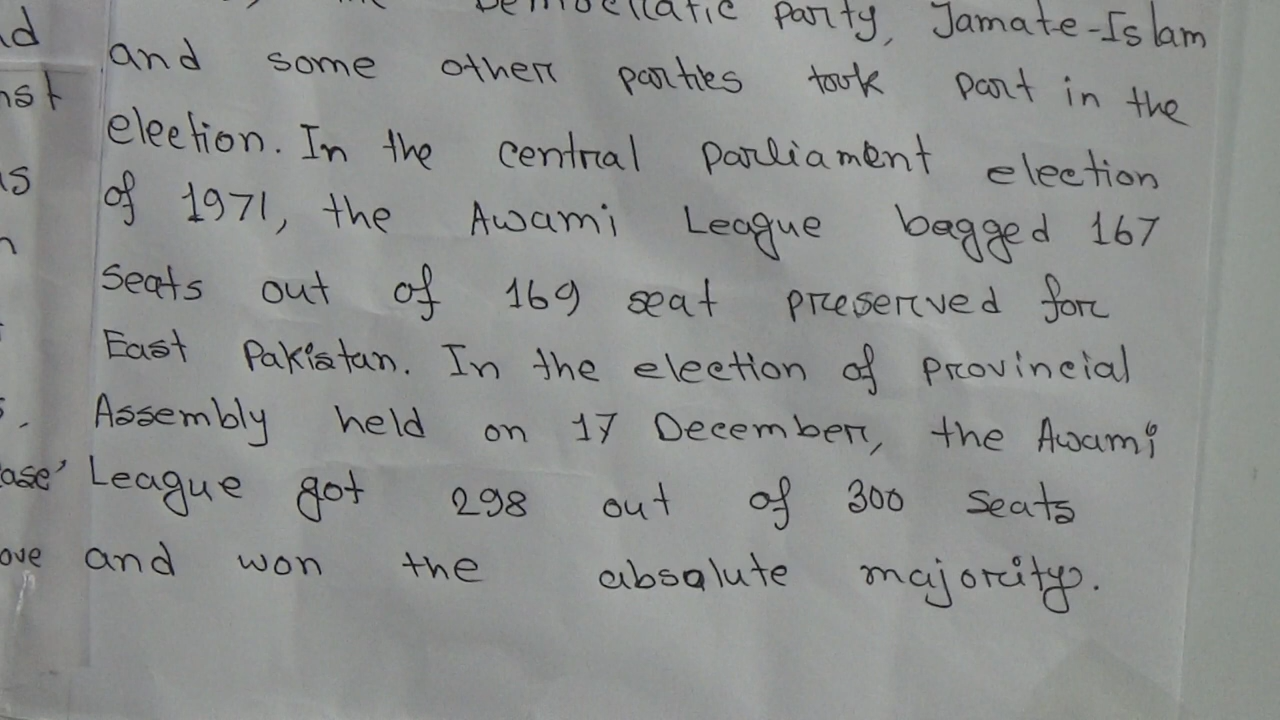 Democratic party, Jamate-Islam
and some other parties took part in the
election. In the central parliament election
of 1971, the Awami League bagged 167
seats out of 169 seat preserved for
East Pakistan. In the election of provincial
Assembly held on 17 December, the Awami
League got 298 out of 300 seats
and won the absolute majority.